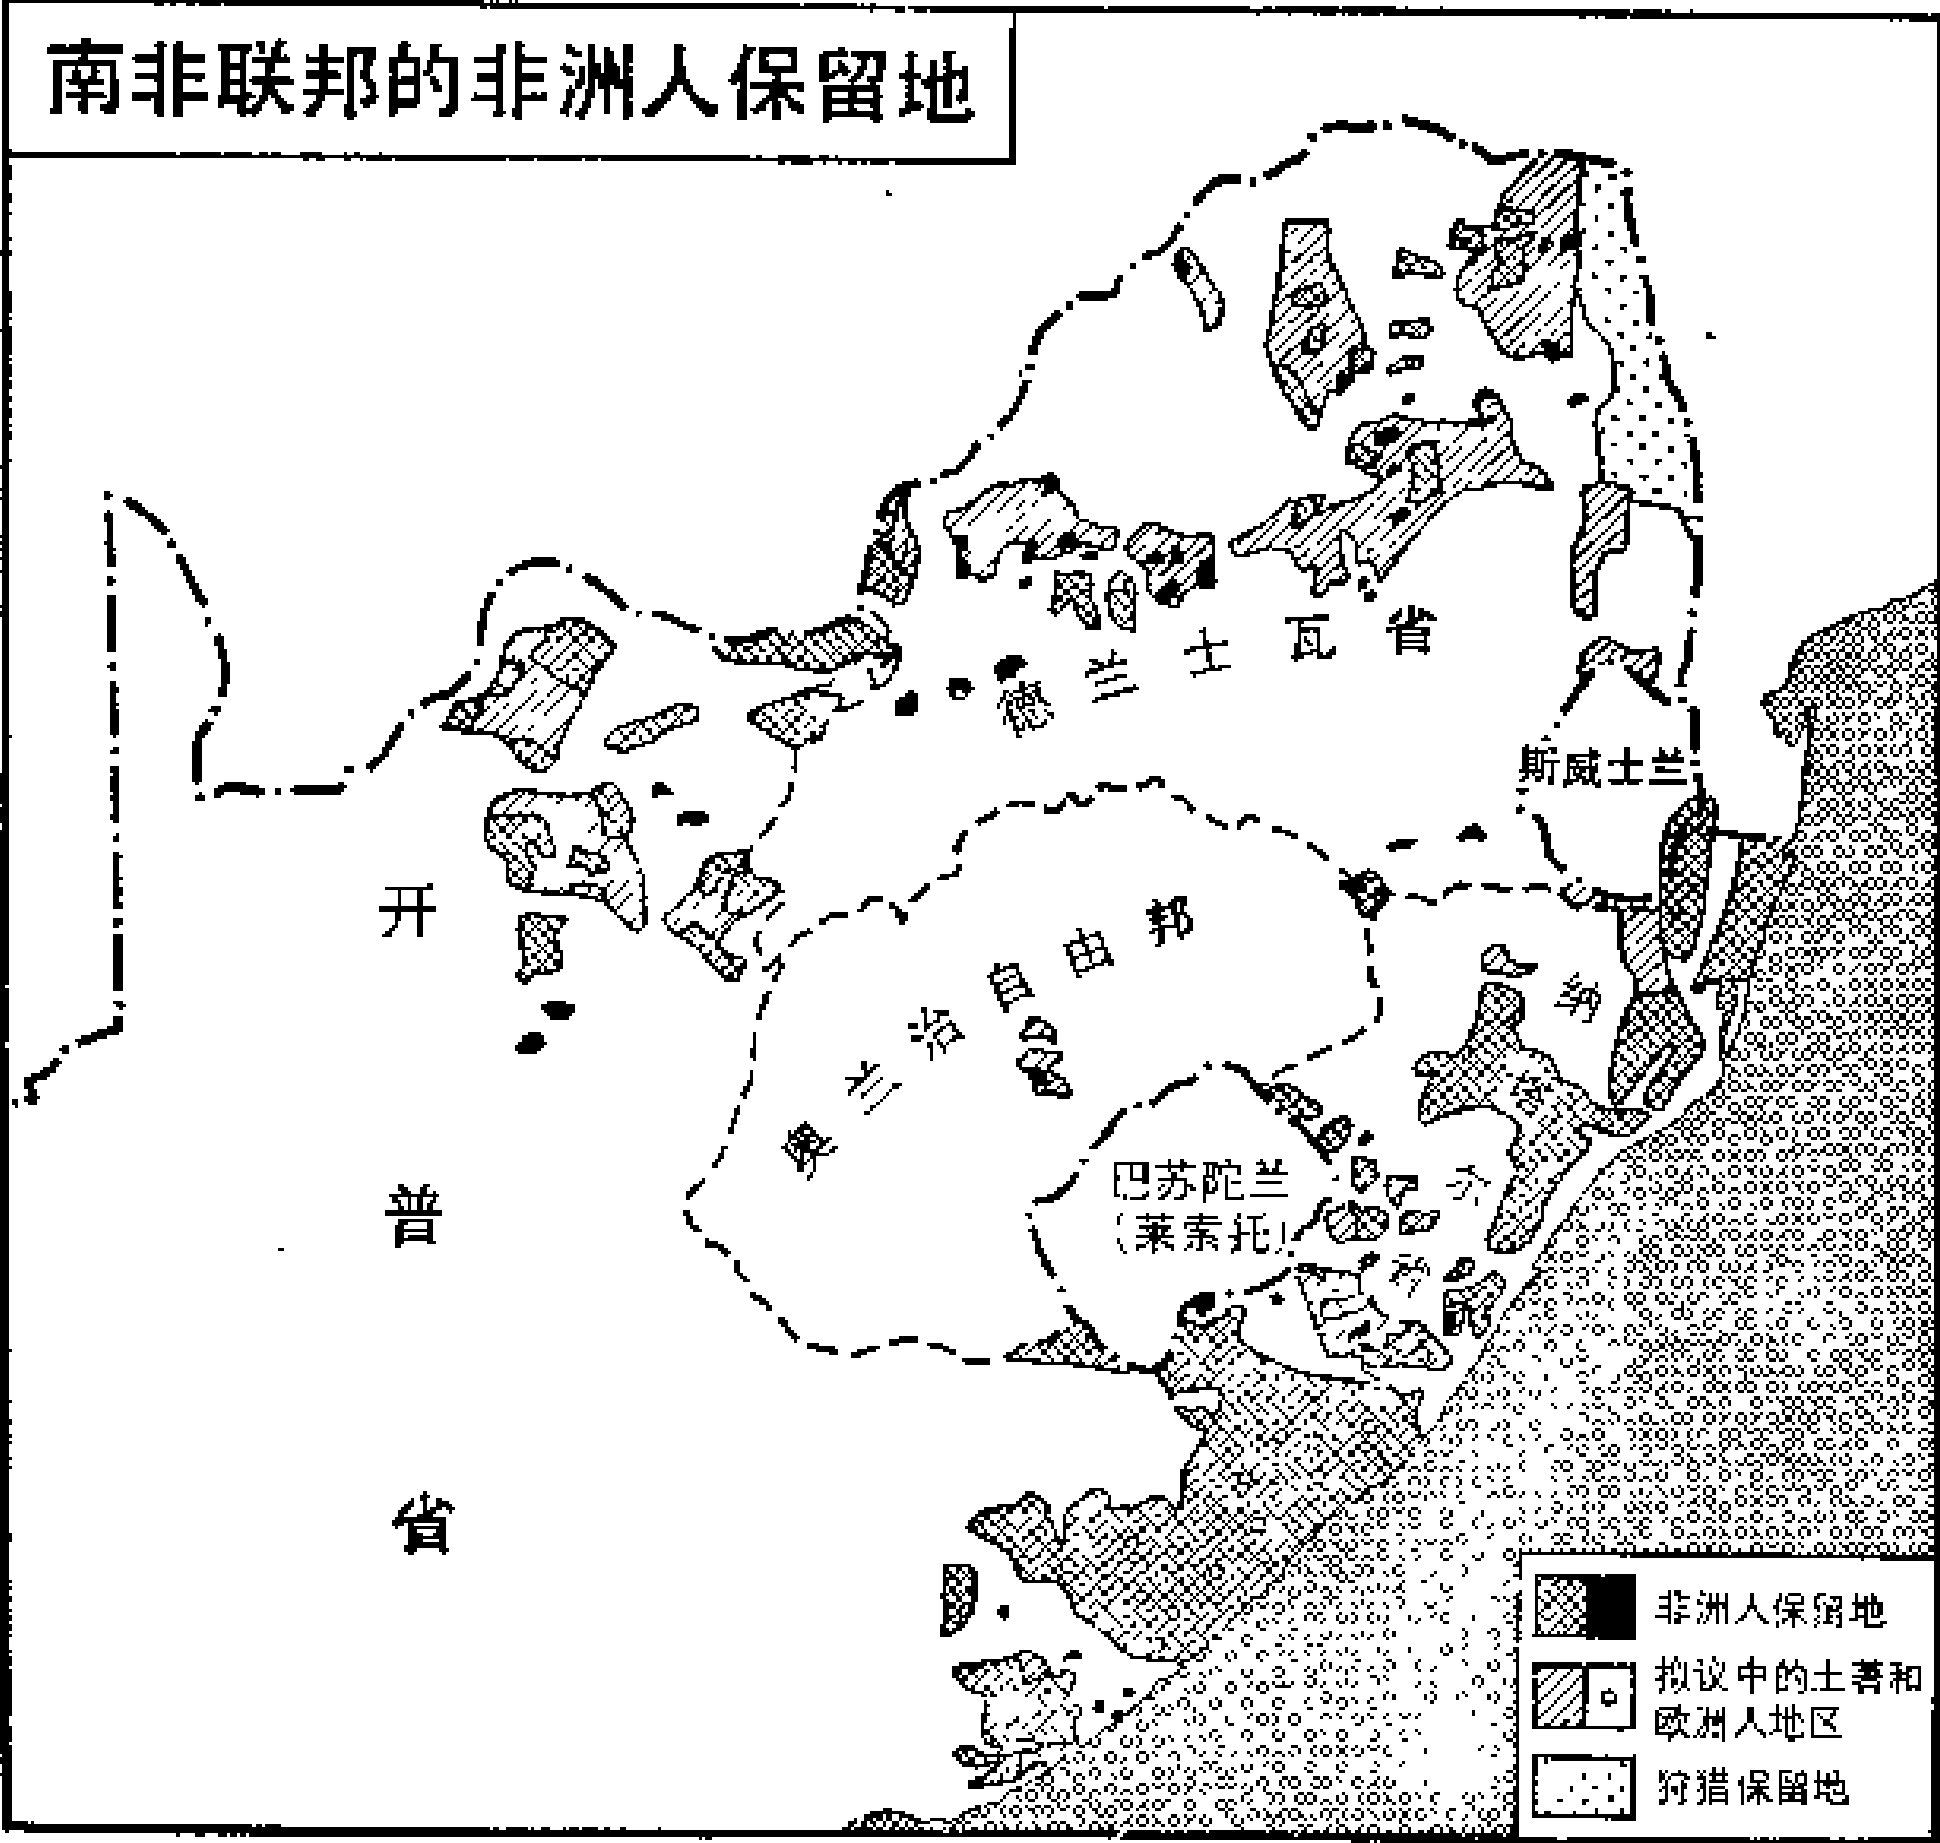 南非联邦的非洲人保留地
德兰士瓦省
斯威士兰
开普省
奥兰治自由邦
纳
巴苏陀兰
(莱索托)
非洲人保留地
拟议中的土著和
欧洲人地区
狩猎保留地